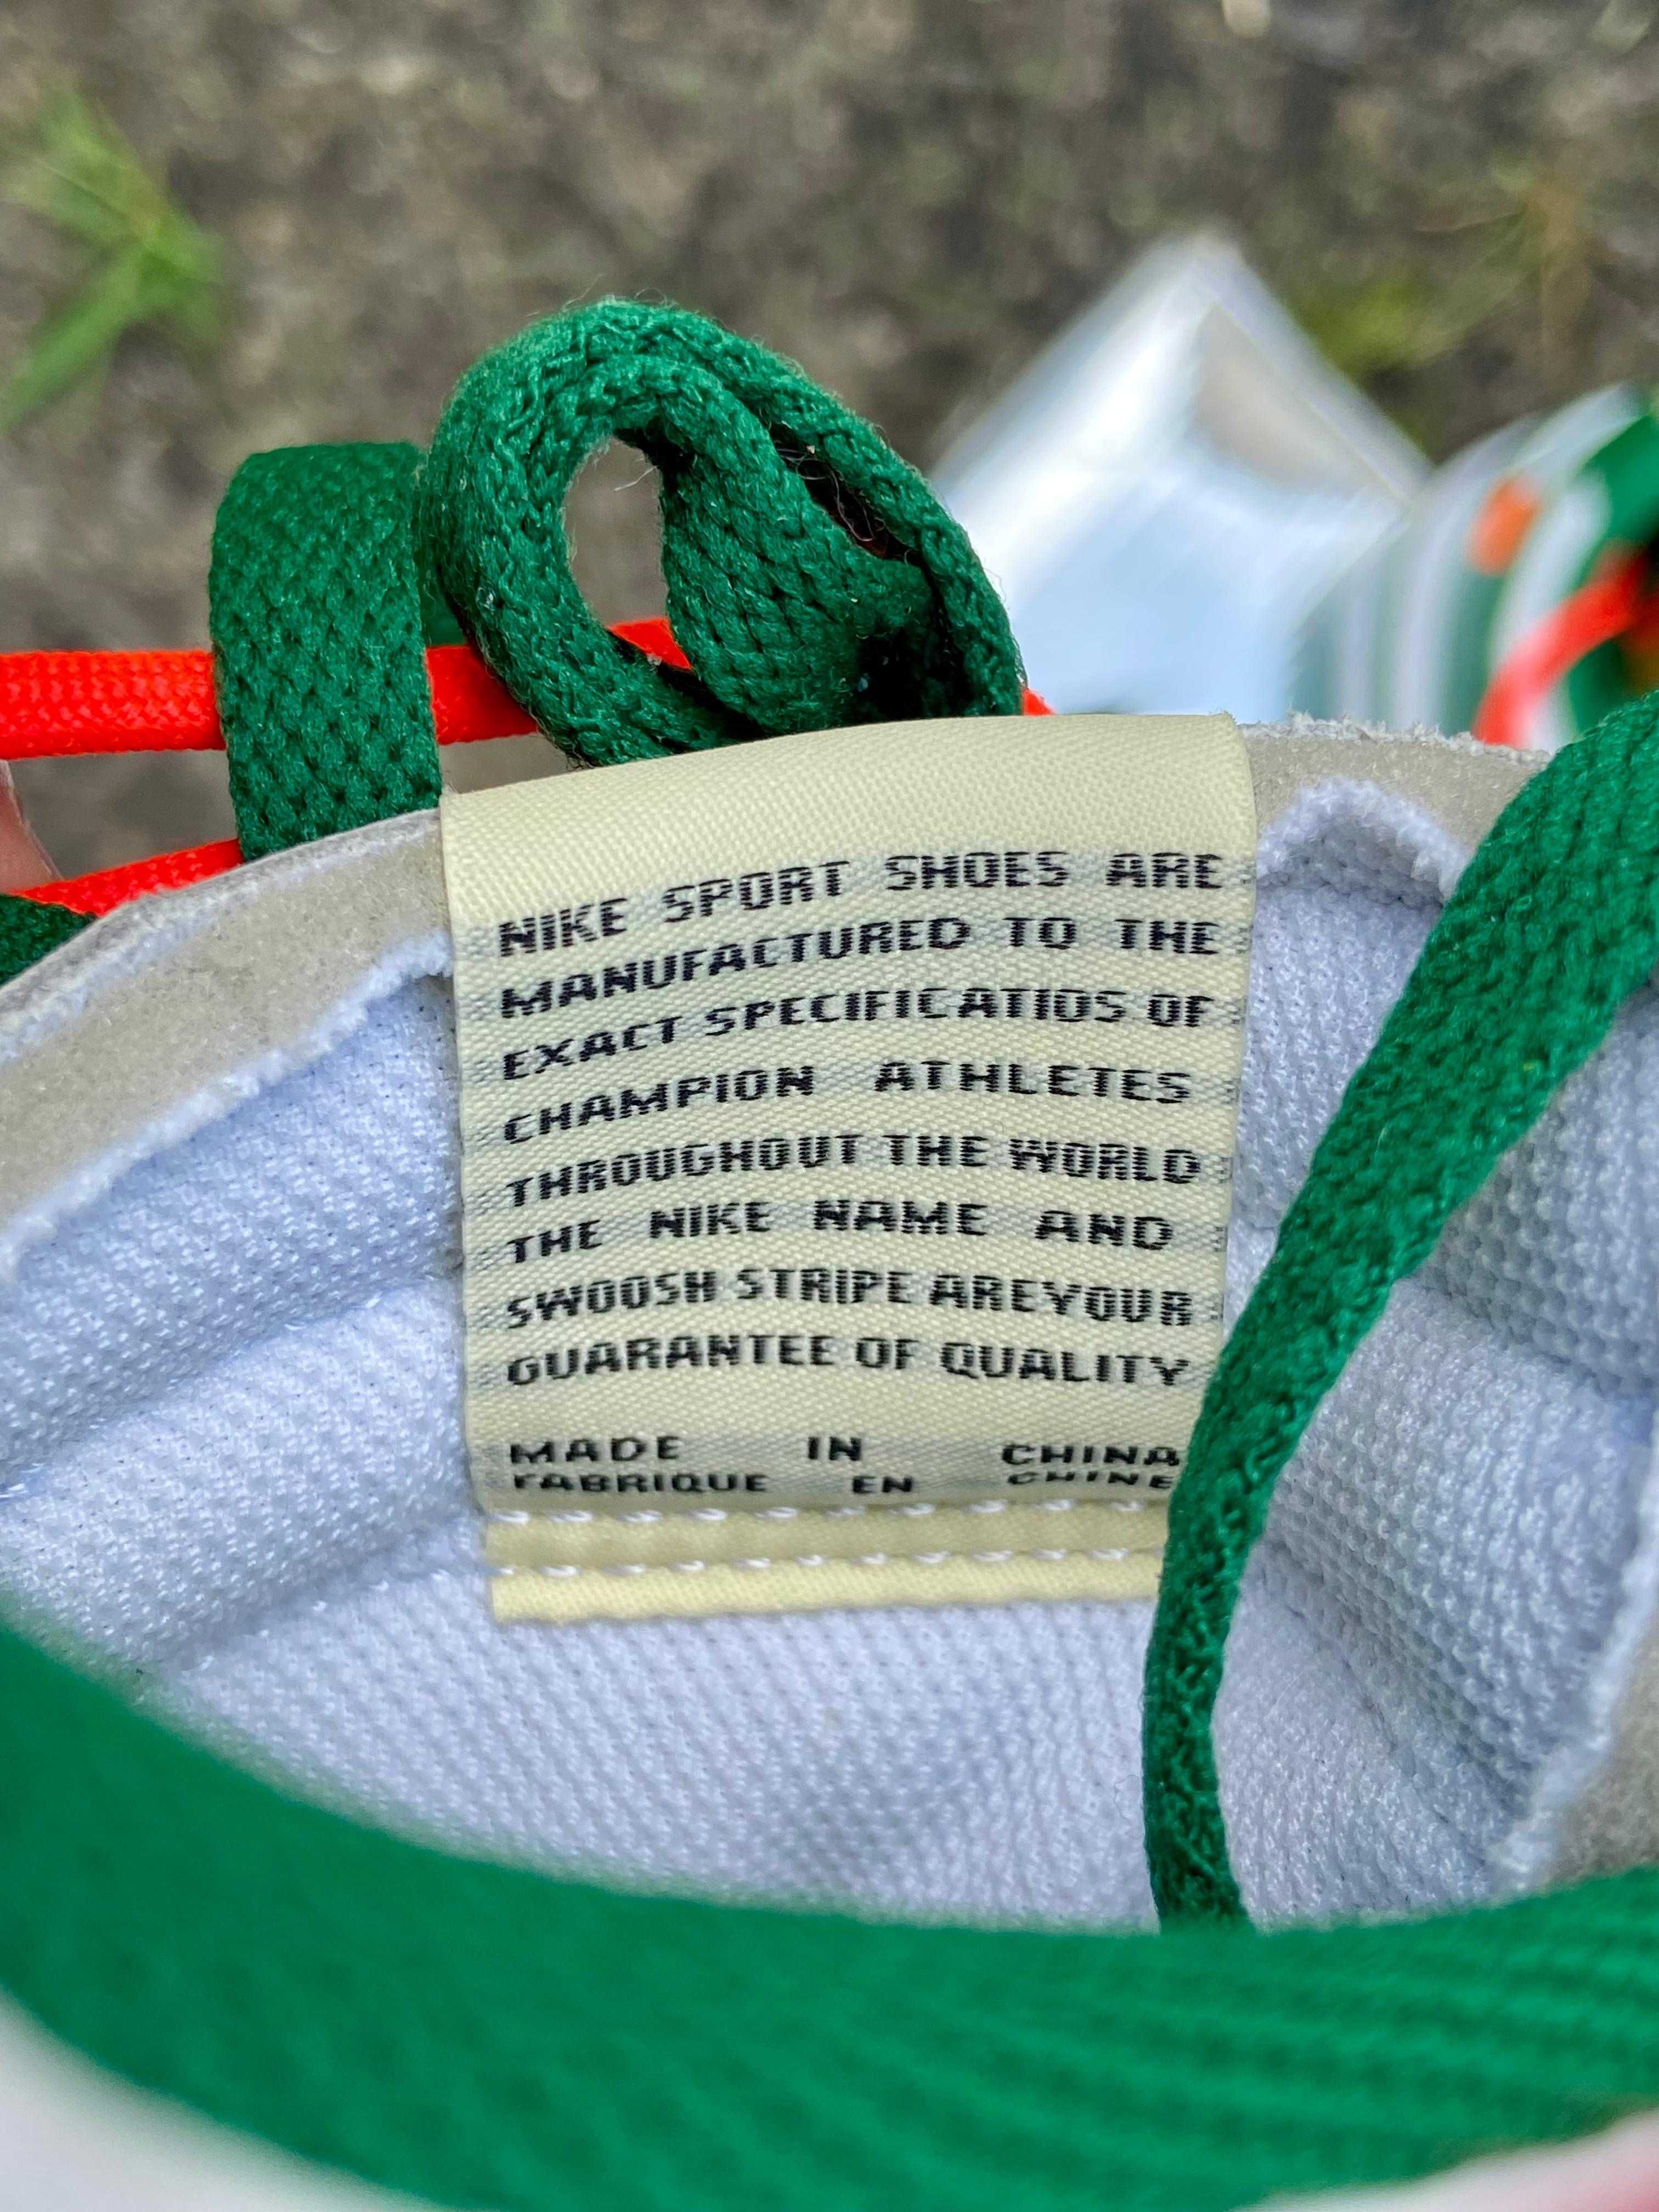 NIKE SPORT SHOES ARE
MANUFACTURED TO THE
EXACT SPECIFICATIOS OF
CHAMPION ATHLETES
THROUGHOUT THE WORLD
THE NIKE NAME AND
SWOOSH STRIPE AREYOUR
GUARANTEE OF QUALITY
MADE IN CHINA
FABRIQUE EN CHINE